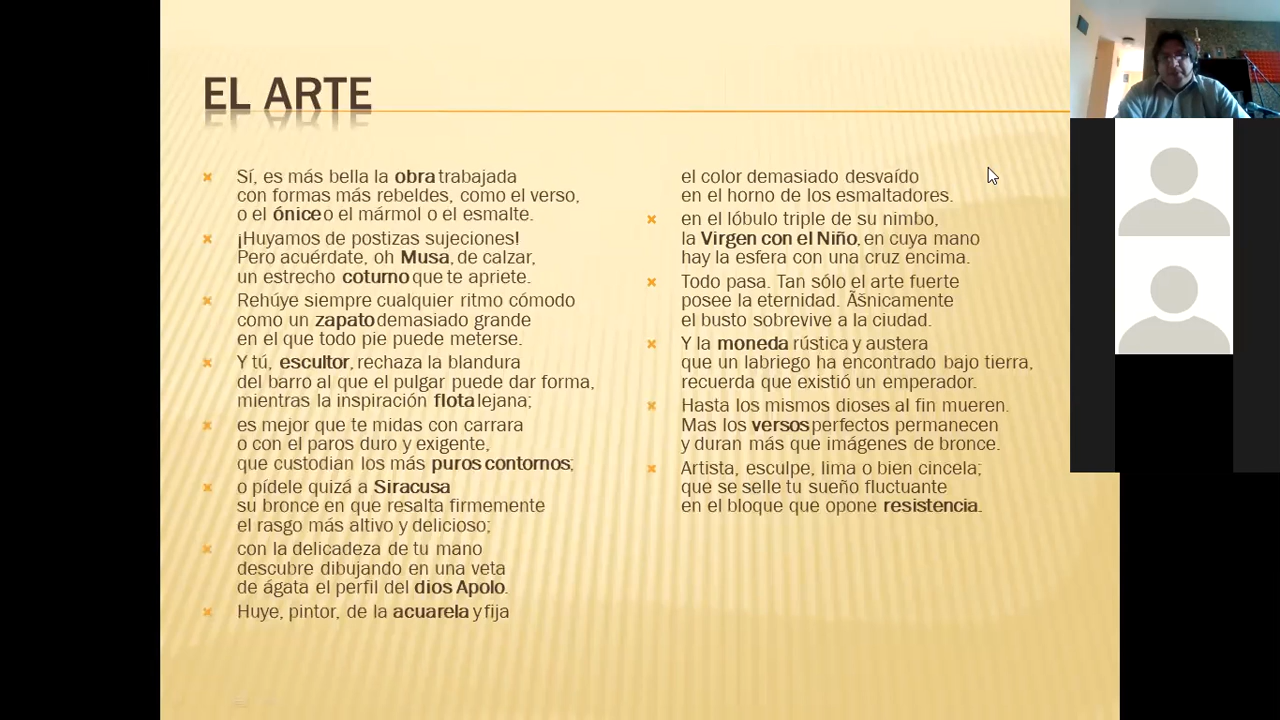 EL ARTE
Sí, es más bella la obra trabajada
con formas más rebeldes, como el verso,
o el ónice o el mármol o el esmalte.
¡Huyamos de postizas sujeciones!
Pero acuérdate, oh Musa, de calzar,
un estrecho coturno que te apriete.
Rehúye siempre cualquier ritmo cómodo
como un zapato demasiado grande
en el que todo pie puede meterse.
Y tú, escultor, rechaza la blandura
del barro al que el pulgar puede dar forma,
mientras la inspiración flota lejana;
es mejor que te midas con carrara
o con el paros duro y exigente,
que custodian los más puros contornos;
o pídele quizá a Siracusa
su bronce en que resalta firmemente
el rasgo más altivo y delicioso;
con la delicadeza de tu mano
descubre dibujando en una veta
de ágata el perfil del dios Apolo.
Huye, pintor, de la acuarela y fija
el color demasiado desvaído
en el horno de los esmaltadores.
en el lóbulo triple de su nimbo,
la Virgen con el Niño, en cuya mano
hay la esfera con una cruz encima.
Todo pasa. Tan sólo el arte fuerte
posee la eternidad. Ãšnicamente
el busto sobrevive a la ciudad.
Y la moneda rústica y austera
que un labriego ha encontrado bajo tierra,
recuerda que existió un emperador.
Hasta los mismos dioses al fin mueren.
Mas los versos perfectos permanecen
y duran más que imágenes de bronce.
Artista, esculpe, lima o bien cincela;
que se selle tu sueño fluctuante
en el bloque que opone resistencia.